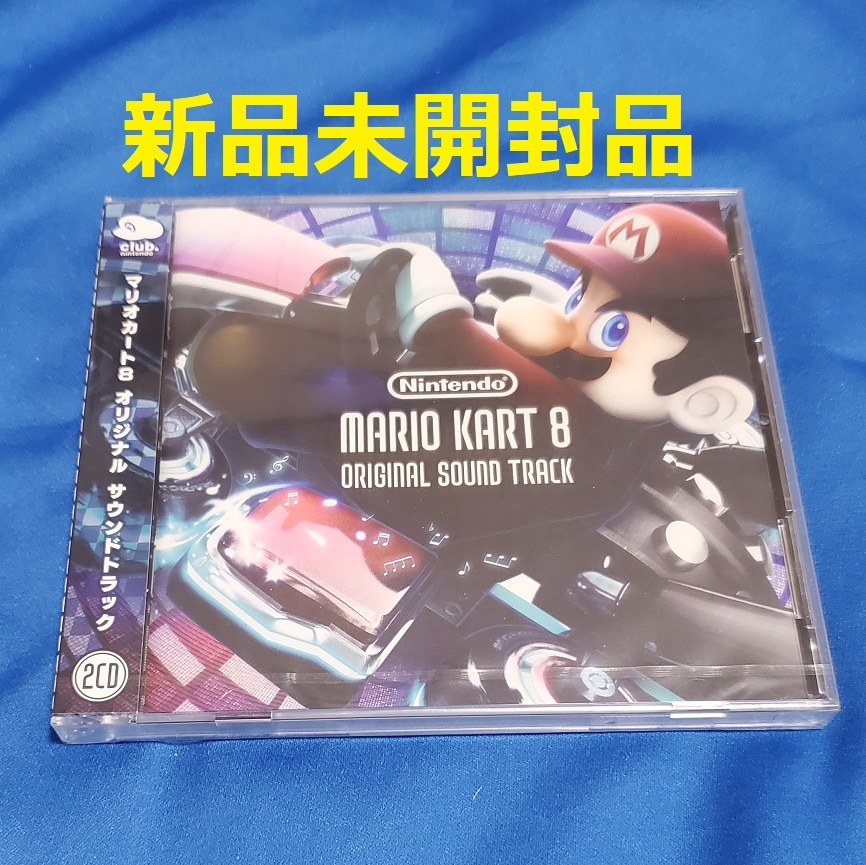 新品未開封品
club.
nintendo
マリオカート8 オリジナル サウンドトラック
2CD
M
Nintendo®
MARIO KART 8
ORIGINAL SOUND TRACK